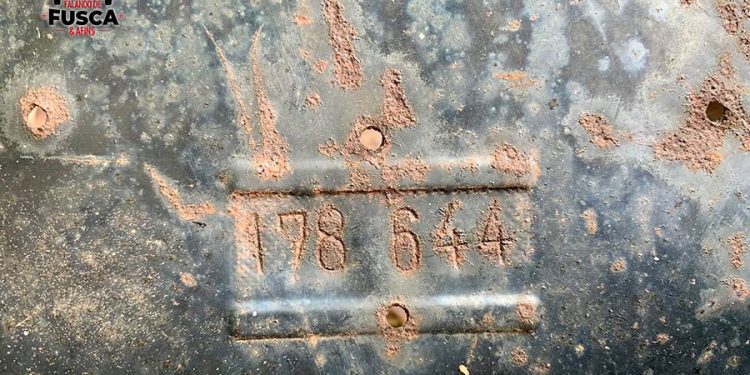 FALANDO DE
FUSCA
& AFINS
178 644